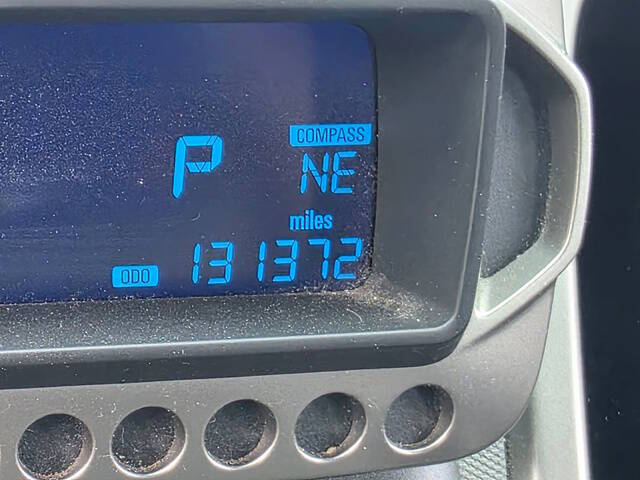 COMPASS
P NE
miles
ODO 131372